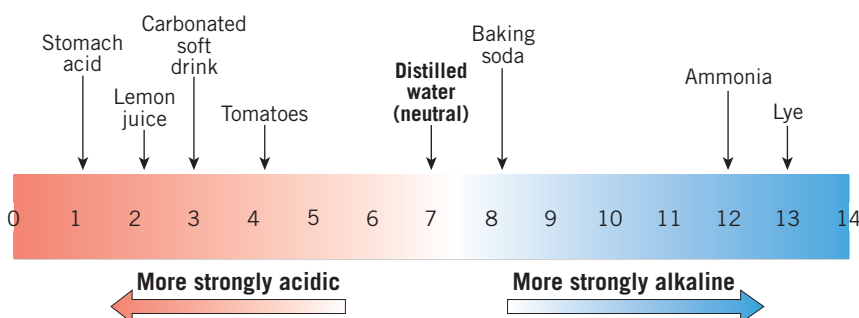 Stomach
acid
Lemon
juice
Carbonated
soft
drink
Tomatoes
Distilled
water
(neutral)
Baking
soda
Ammonia
Lye
0 1 2 3 4 5 6 7 8 9 10 11 12 13 14
More strongly acidic
More strongly alkaline